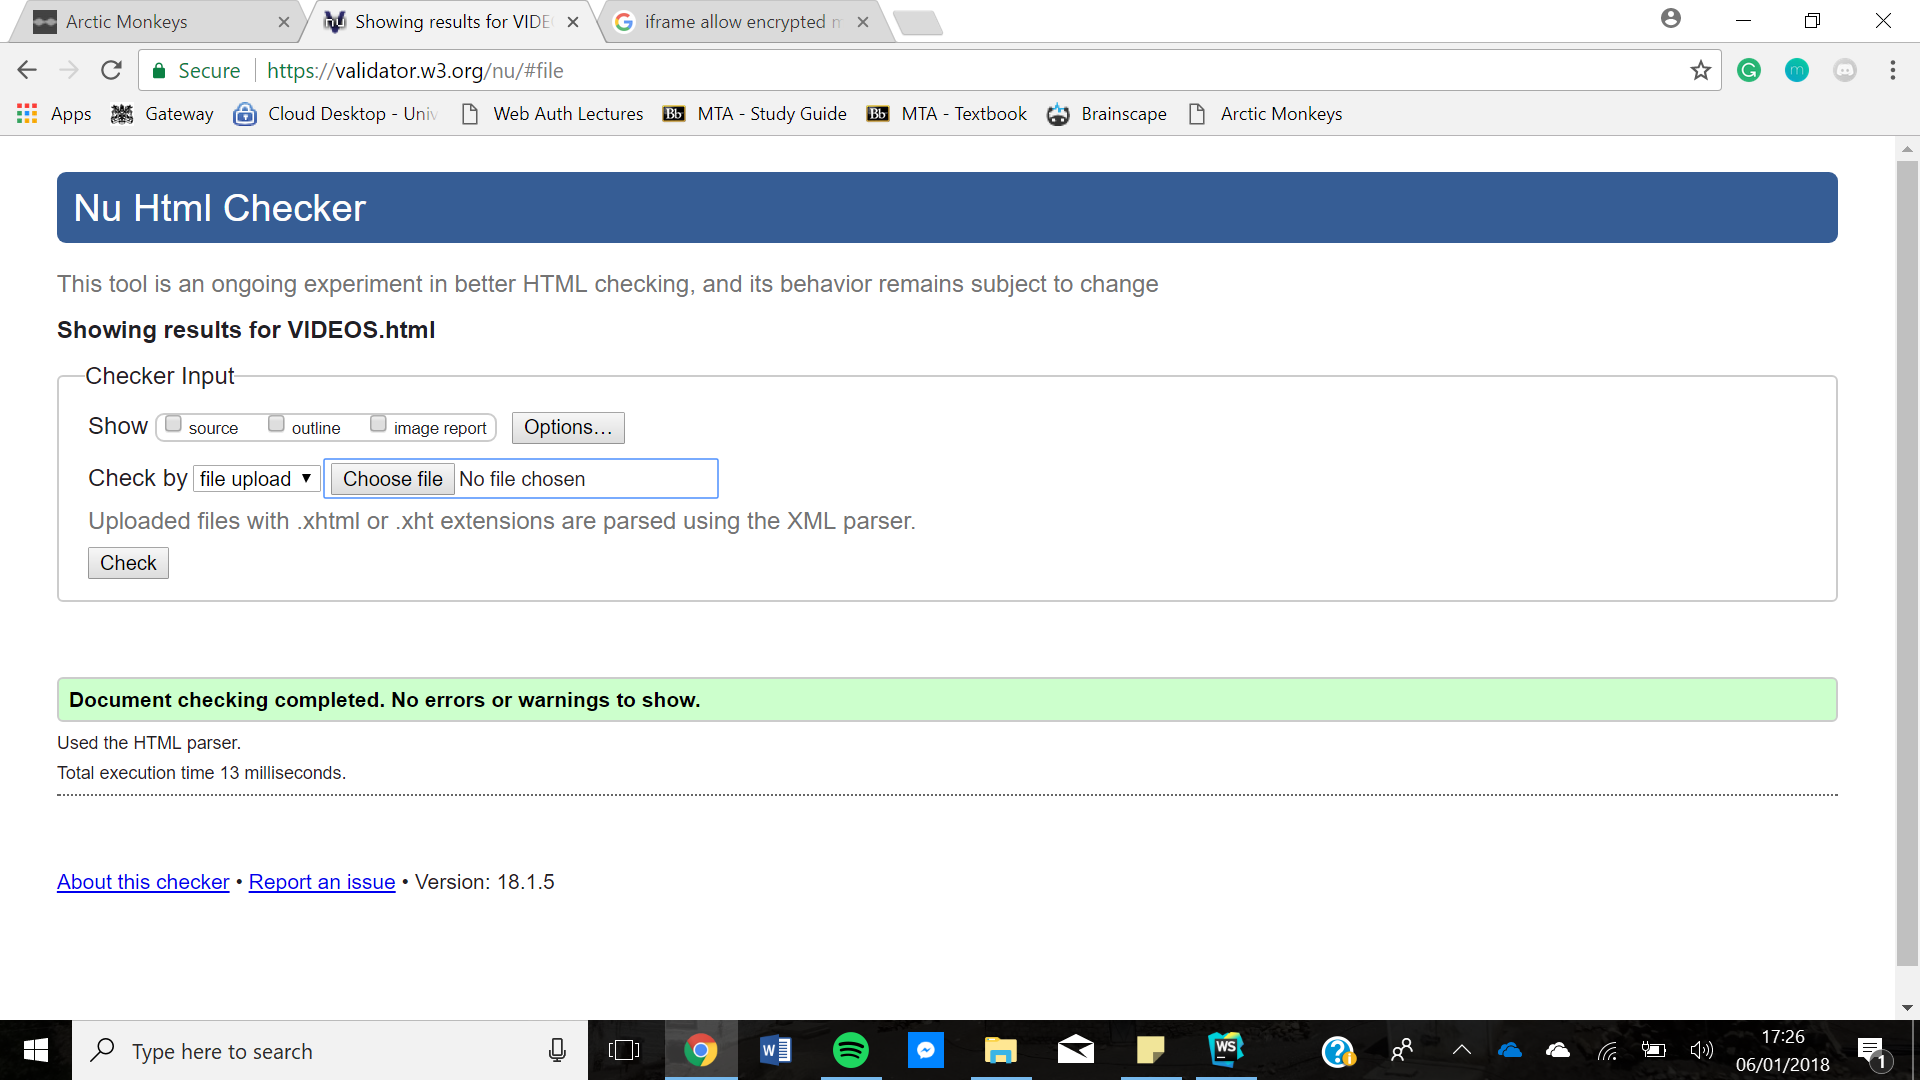 Arctic Monkeys
Showing results for VIDE
iframe allow encrypted m
Secure https://validator.w3.org/nu/#file
Apps Gateway Cloud Desktop - Univ Web Auth Lectures Bb MTA - Study Guide Bb MTA - Textbook Brainscape Arctic Monkeys
Nu Html Checker
This tool is an ongoing experiment in better HTML checking, and its behavior remains subject to change
Showing results for VIDEOS.html
Checker Input
Show source outline image report Options...
Check by file upload Choose file No file chosen
Uploaded files with .xhtml or .xht extensions are parsed using the XML parser.
Check
Document checking completed. No errors or warnings to show.
Used the HTML parser.
Total execution time 13 milliseconds.
About this checker • Report an issue • Version: 18.1.5
Type here to search
WS
17:26
06/01/2018
1